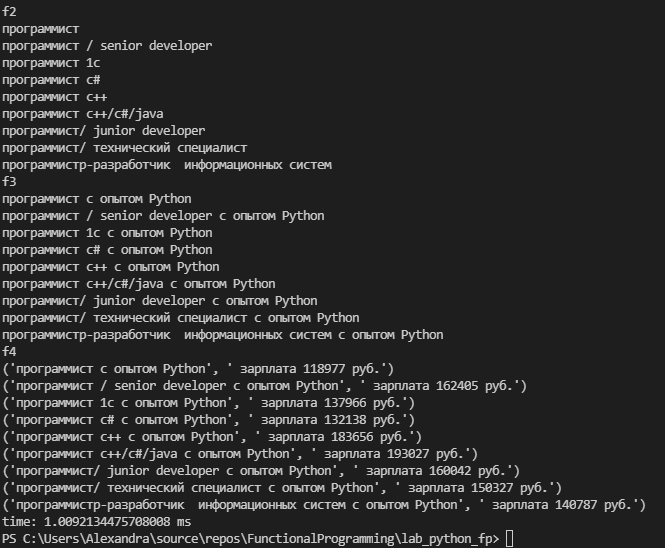 f2
программист
программист / senior developer
программист 1c
программист c#
программист c++
программист c++/c#/java
программист/ junior developer
программист/ технический специалист
программистр-разработчик  информационных систем
f3
программист с опытом Python
программист / senior developer с опытом Python
программист 1c с опытом Python
программист c# с опытом Python
программист c++ с опытом Python
программист c++/c#/java с опытом Python
программист/ junior developer с опытом Python
программист/ технический специалист с опытом Python
программистр-разработчик  информационных систем с опытом Python
f4
('программист с опытом Python', ' зарплата 118977 руб.')
('программист / senior developer с опытом Python', ' зарплата 162405 руб.')
('программист 1c с опытом Python', ' зарплата 137966 руб.')
('программист c# с опытом Python', ' зарплата 132138 руб.')
('программист c++ с опытом Python', ' зарплата 183656 руб.')
('программист c++/c#/java с опытом Python', ' зарплата 193027 руб.')
('программист/ junior developer с опытом Python', ' зарплата 160042 руб.')
('программист/ технический специалист с опытом Python', ' зарплата 150327 руб.')
('программистр-разработчик  информационных систем с опытом Python', ' зарплата 140787 руб.')
time: 1.0092134475708008 ms
PS C:\Users\Alexandra\source\repos\FunctionalProgramming\lab_python_fp>